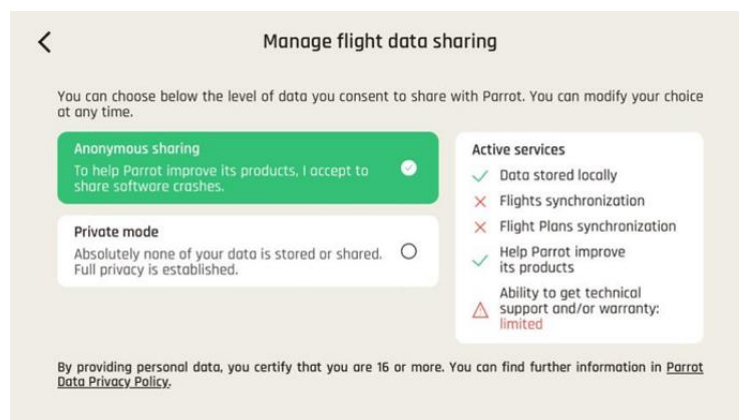 Manage flight data sharing
You can choose below the level of data you consent to share with Parrot. You can modify your choice
at any time.
Anonymous sharing
To help Parrot improve its products, I accept to
share software crashes.
Private mode
Absolutely none of your data is stored or shared.
Full privacy is established.
Active services
Data stored locally
Flights synchronization
Flight Plans synchronization
Help Parrot improve
its products
Ability to get technical
support and/or warranty:
limited
By providing personal data, you certify that you are 16 or more. You can find further information in Parrot
Data Privacy Policy.